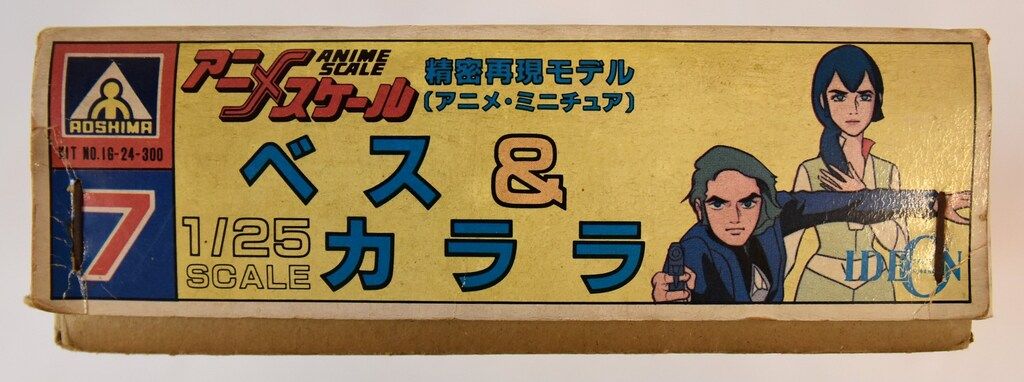 AOSHIMA
KIT NO.IG-24-300
7
アニメスケール
ANIME
SCALE
精密再現モデル
(アニメ・ミニチュア)
ベス&
カララ
1/25
SCALE
IDEON